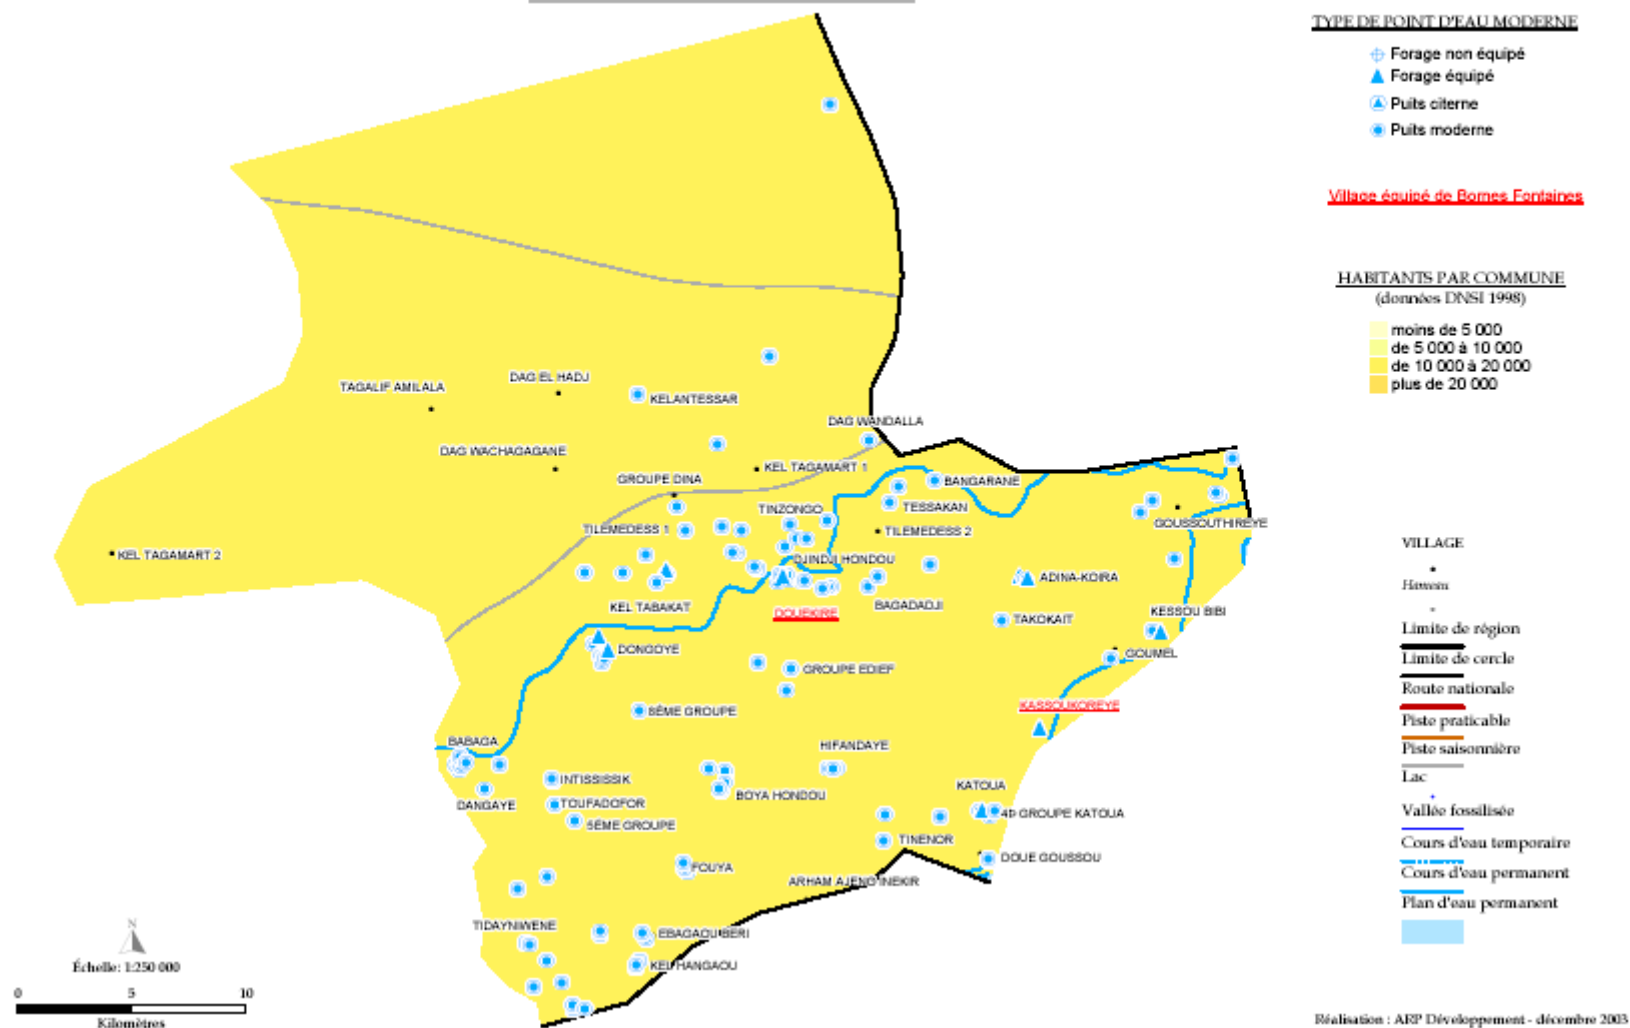 TYPE DE POINT D'EAU MODERNE
Forage non équipé
Forage équipé
Puits citerne
Puits moderne
Village équipé de Bornes Fontaines
HABITANTS PAR COMMUNE
(données DNSI 1998)
moins de 5 000
de 5 000 à 10 000
de 10 000 à 20 000
plus de 20 000
TAGALIF AMILALA
DAG EL HADJ
KELANTESSAR
DAG WANDALLA
DAG WACHAGAGANE
KEL TAGAMART 1
GROUPE DINA
BANGARANE
TINZONGO
TESSAKAN
GOUSSOUTHIREYE
TILEMEDESS 1
TILEMEDESS 2
KEL TAGAMART 2
DJINDJI HONDOU
ADINA-KOIRA
KEL TABAKAT
BAGADADJI
DOUEKIRE
TAKOKAIT
KESSOU BIBI
DONGOYE
GOUMEL
GROUPE EDIEF
8ÈME GROUPE
KASSOUKOREYE
BABAGA
HIFANDAYE
INTISSISSIK
DANGAYE
TOUFADOFOR
BOYA HONDOU
KATOUA
5ÈME GROUPE
4D GROUPE KATOUA
TINENOR
DOUE GOUSSOU
FOUYA
ARHAM AJENG INEKIR
TIDAYNIWENE
EBAGAOU BERI
KEL HANGAOU
VILLAGE
Hameau
Limite de région
Limite de cercle
Route nationale
Piste praticable
Piste saisonnière
Lac
Vallée fossilisée
Cours d'eau temporaire
Cours d'eau permanent
Plan d'eau permanent
N
Échelle: 1:250 000
0 5 10
Kilomètres
Réalisation : ARP Développement - décembre 2003